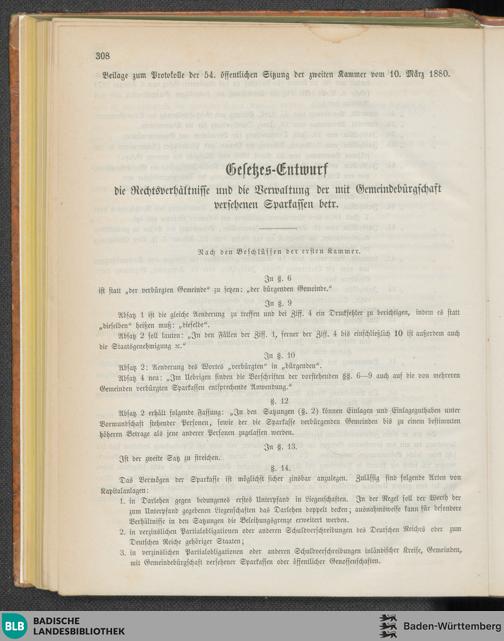 308
Beilage zum Protokolle der 54. öffentlichen Sitzung der zweiten Kammer vom 10. März 1880.
Gesetzes-Entwurf
die Rechtsverhältnisse und die Verwaltung der mit Gemeindebürgschaft
versehenen Sparkassen betr.
Nach den Beschlüssen der ersten Kammer.
In §. 6
ist statt „der verbürgten Gemeinde“ zu setzen: „der bürgenden Gemeinde.“
In §. 9
Absatz 1 ist die gleiche Aenderung zu treffen und bei Ziff. 4 ein Druckfehler zu berichtigen, indem es statt
„dieselben“ heißen muß: „dieselbe“.
Absatz 2 soll lauten: „In den Fällen der Ziff. 1, ferner der Ziff. 4 bis einschließlich 10 ist außerdem auch
die Staatsgenehmigung ꝛc.“
In §. 10
Absatz 2: Aenderung des Wortes „verbürgten“ in „bürgenden“.
Absatz 4 neu: „Im Uebrigen finden die Vorschriften der vorstehenden §§. 6—9 auch auf die von mehreren
Gemeinden verbürgten Sparkassen entsprechende Anwendung.“
§. 12
Absatz 2 erhält folgende Fassung: „In den Satzungen (§. 2) können Einlagen und Einlageguthaben unter
Vormundschaft stehender Personen, sowie der die Sparkasse verbürgenden Gemeinden bis zu einem bestimmten
höheren Betrage als jene anderer Personen zugelassen werden.
In §. 13.
Ist der zweite Satz zu streichen.
§. 14.
Das Vermögen der Sparkasse ist möglichst sicher zinsbar anzulegen. Zulässig sind folgende Arten von
Kapitalanlagen:
1. in Darlehen gegen bedungenes erstes Unterpfand in Liegenschaften. In der Regel soll der Werth der
zum Unterpfand gegebenen Liegenschaften das Darlehen doppelt decken; ausnahmsweise kann für besondere
Verhältnisse in den Satzungen die Beleihungsgrenze erweitert werden.
2. in verzinslichen Partialobligationen oder anderen Schuldverschreibungen des Deutschen Reichs oder zum
Deutschen Reiche gehöriger Staaten;
3. in verzinslichen Partialobligationen oder anderen Schuldverschreibungen inländischer Kreise, Gemeinden,
mit Gemeindebürgschaft versehener Sparkassen oder öffentlicher Genossenschaften.
BLB
BADISCHE
LANDESBIBLIOTHEK
Baden-Württemberg